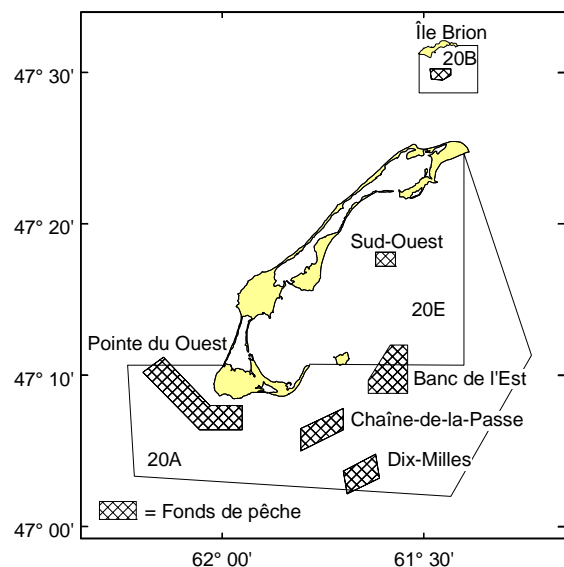 Île Brion
20B
47° 30'
47° 20'
Sud-Ouest
20E
Pointe du Ouest
47° 10'
Banc de l'Est
Chaîne-de-la-Passe
20A
Dix-Milles
= Fonds de pêche
47° 00'
62° 00'
61° 30'